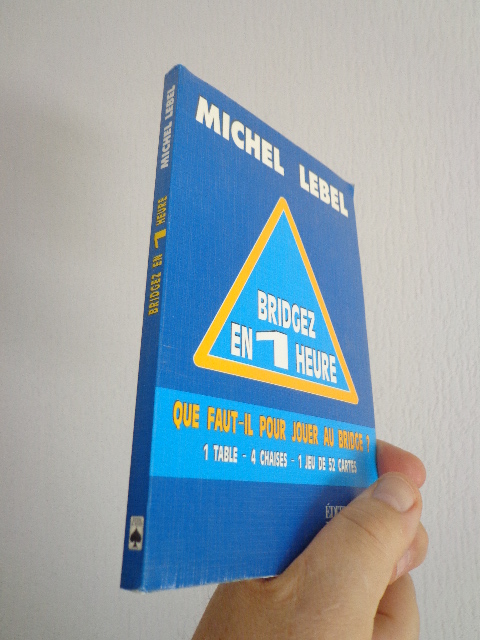 MICHEL LEBEL
BRIDGEZ
EN 1 HEURE
QUE FAUT-IL POUR JOUER AU BRIDGE ?
1 TABLE - 4 CHAISES - 1 JEU DE 52 CARTES
BRIDGEZ EN 1 HEURE MICHEL LEBEL